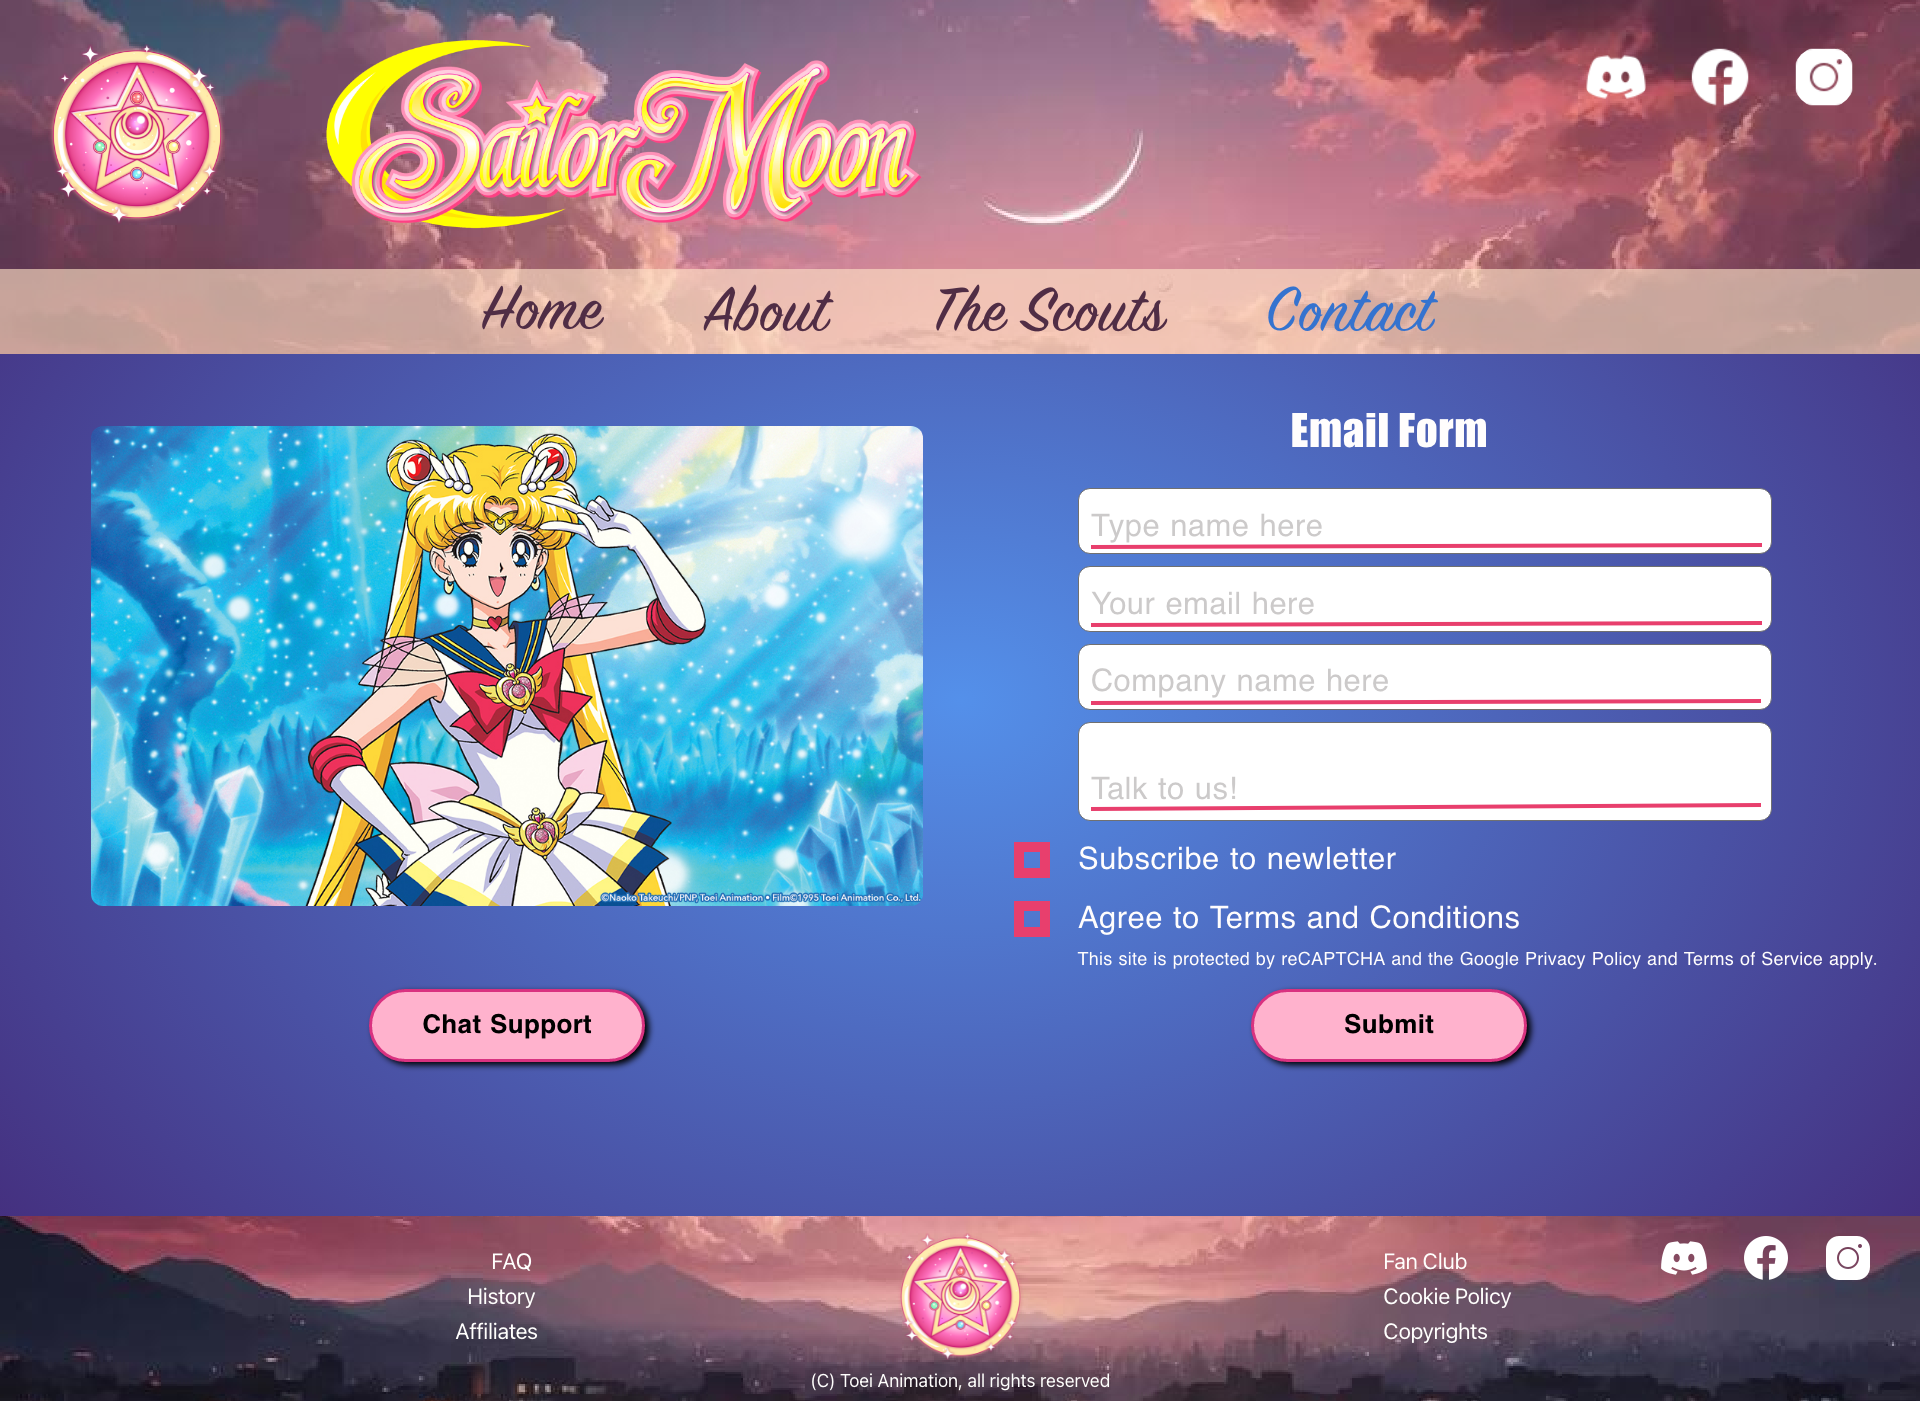 Sailor Moon
Home About The Scouts Contact
Email Form
Type name here
Your email here
Company name here
Talk to us!
Subscribe to newletter
Agree to Terms and Conditions
This site is protected by reCAPTCHA and the Google Privacy Policy and Terms of Service apply.
©Naoko Takeuchi/PNP, Toei Animation • Film©1995 Toei Animation Co., Ltd.
Chat Support
Submit
FAQ
History
Affiliates
Fan Club
Cookie Policy
Copyrights
(C) Toei Animation, all rights reserved